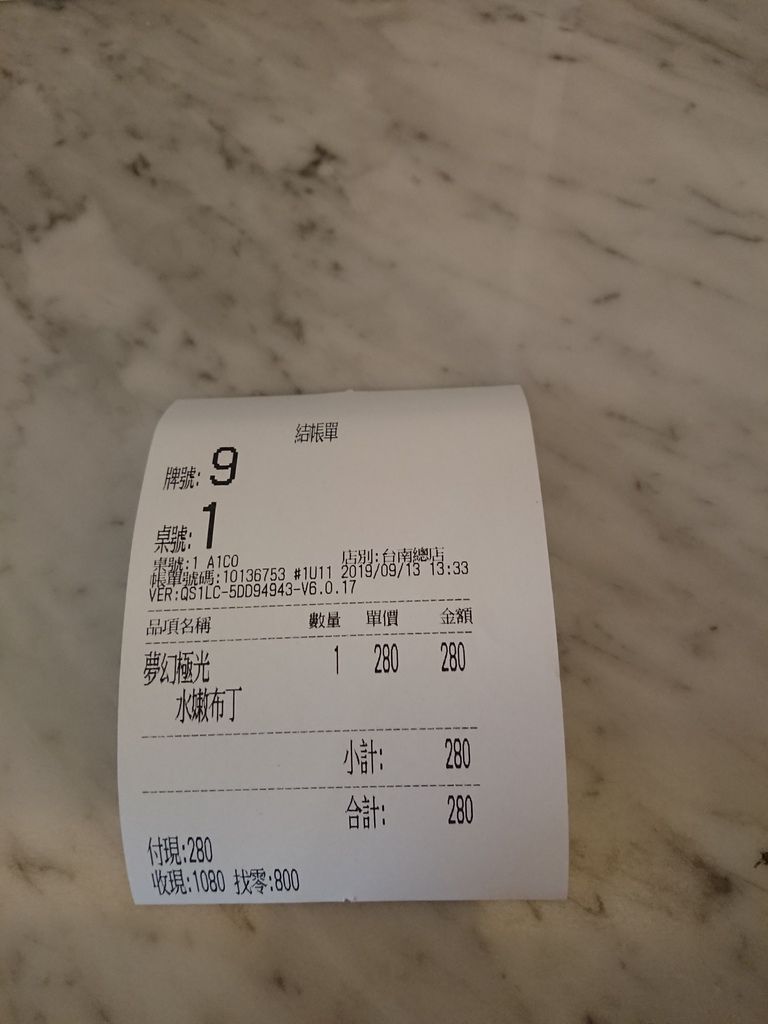 結帳單
牌號: 9
桌號: 1
桌號:1 A1CO 店別:台南總店
帳單號碼:10136753 #1U11 2019/09/13 13:33
VER:QS1LC-5DD94943-V6.0.17
品項名稱 數量 單價 金額
夢幻極光 1 280 280
水嫩布丁
小計: 280
合計: 280
付現:280
收現:1080 找零:800